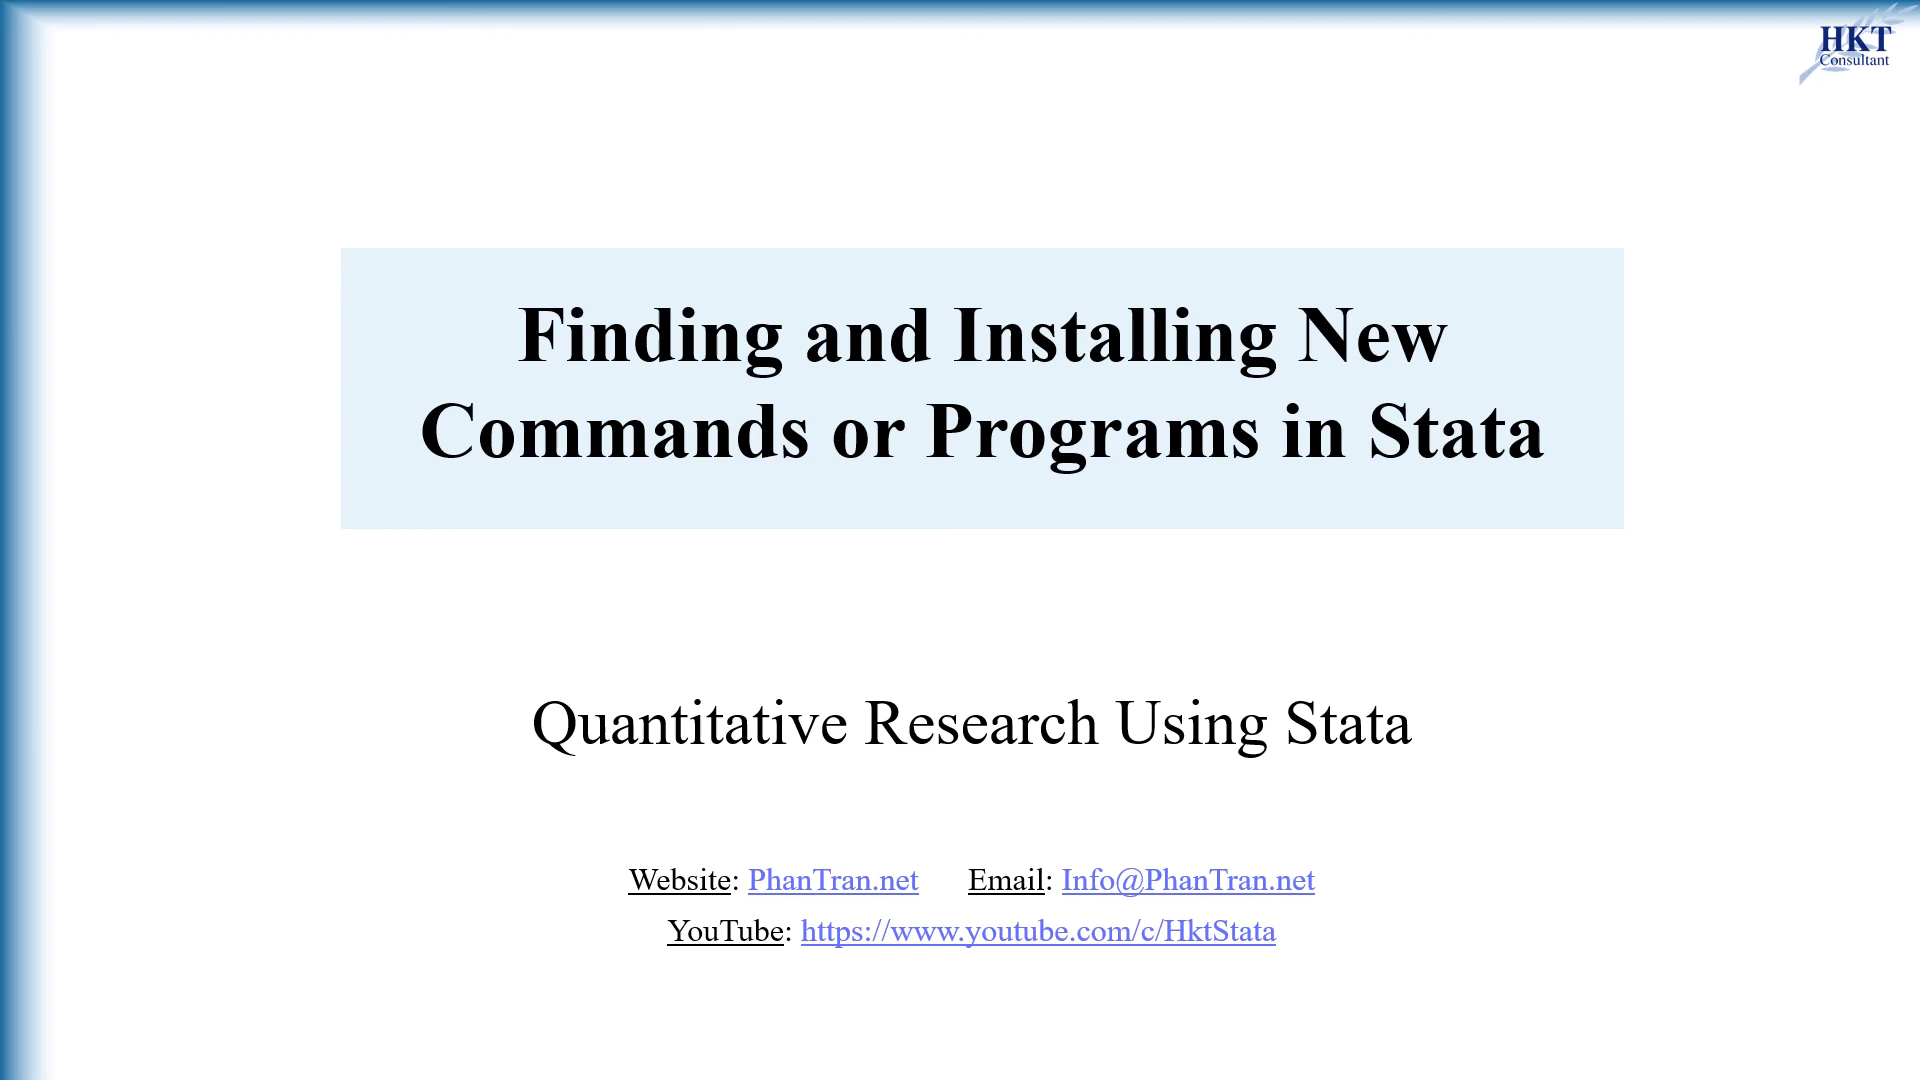 HKT
Consultant
Finding and Installing New
Commands or Programs in Stata
Quantitative Research Using Stata
Website: PhanTran.net Email: Info@PhanTran.net
YouTube: https://www.youtube.com/c/HktStata